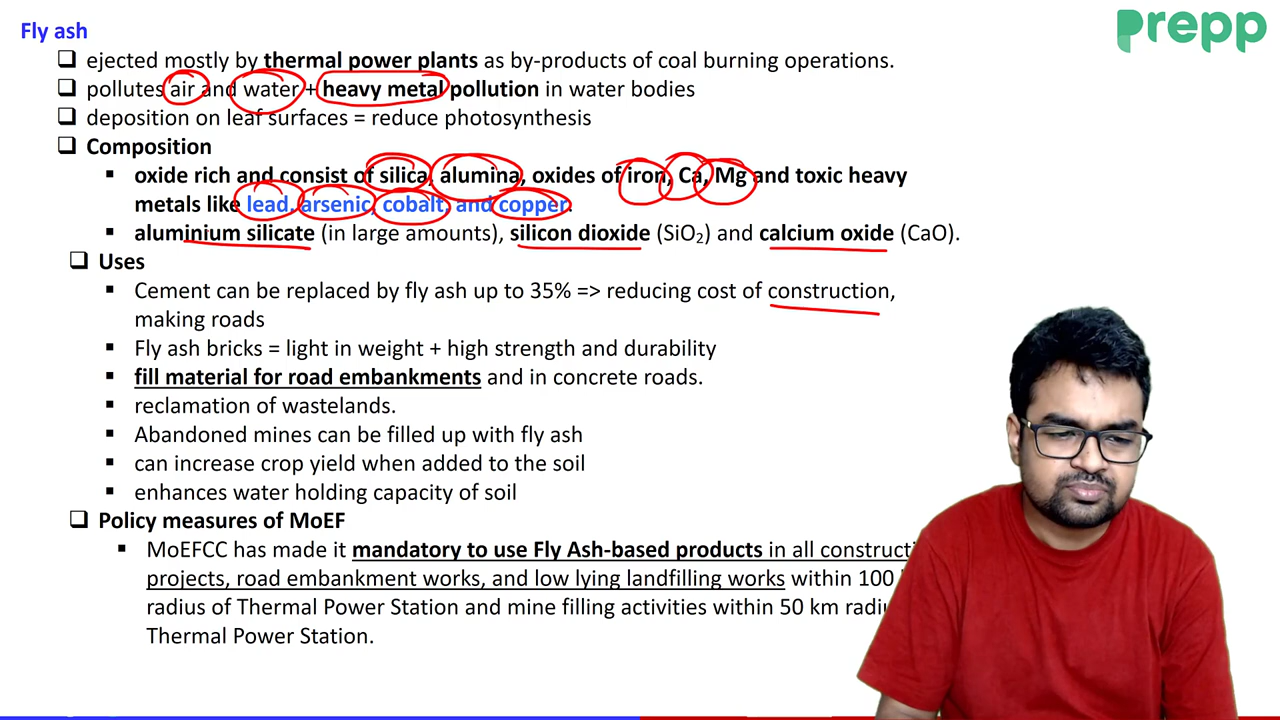 prepp
Fly ash
❑ ejected mostly by thermal power plants as by-products of coal burning operations.
❑ pollutes air and water + heavy metal pollution in water bodies
❑ deposition on leaf surfaces = reduce photosynthesis
❑ Composition
▪ oxide rich and consist of silica, alumina, oxides of iron, Ca, Mg and toxic heavy
metals like lead, arsenic, cobalt, and copper.
▪ aluminium silicate (in large amounts), silicon dioxide (SiO₂) and calcium oxide (CaO).
❑ Uses
▪ Cement can be replaced by fly ash up to 35% => reducing cost of construction,
making roads
▪ Fly ash bricks = light in weight + high strength and durability
▪ fill material for road embankments and in concrete roads.
▪ reclamation of wastelands.
▪ Abandoned mines can be filled up with fly ash
▪ can increase crop yield when added to the soil
▪ enhances water holding capacity of soil
❑ Policy measures of MoEF
▪ MoEFCC has made it mandatory to use Fly Ash-based products in all
projects, road embankment works, and low lying landfilling works within 100
radius of Thermal Power Station and mine filling activities within 50 km
Thermal Power Station.